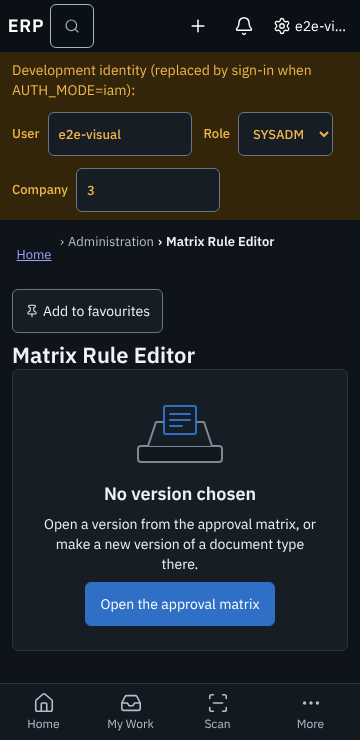 ERP
e2e-vi...
Development identity (replaced by sign-in when
AUTH_MODE=iam):
User e2e-visual Role SYSADM
Company 3
Home › Administration › Matrix Rule Editor
Add to favourites
Matrix Rule Editor
No version chosen
Open a version from the approval matrix, or
make a new version of a document type
there.
Open the approval matrix
Home My Work Scan More